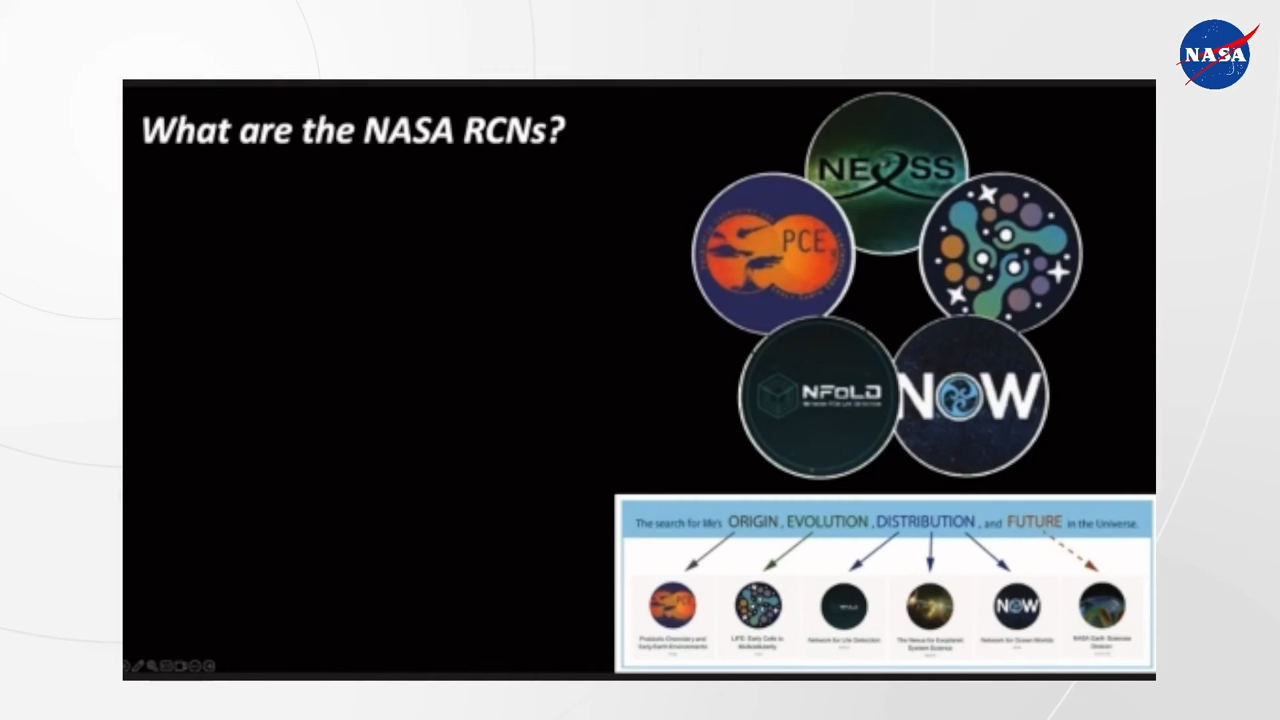 NASA
What are the NASA RCNs?
NEXSS
PCE
NFoLD
NOW
The search for life's ORIGIN, EVOLUTION, DISTRIBUTION, and FUTURE in the Universe.
PCE
NOW
Prebiotic Chemistry and
Early Earth Environments
LIFE: Early Cells to
Multicellularity
Network for Life Detection
The Nexus for Exoplanet
System Science
Network for Ocean Worlds
NASA Earth Sciences
Division